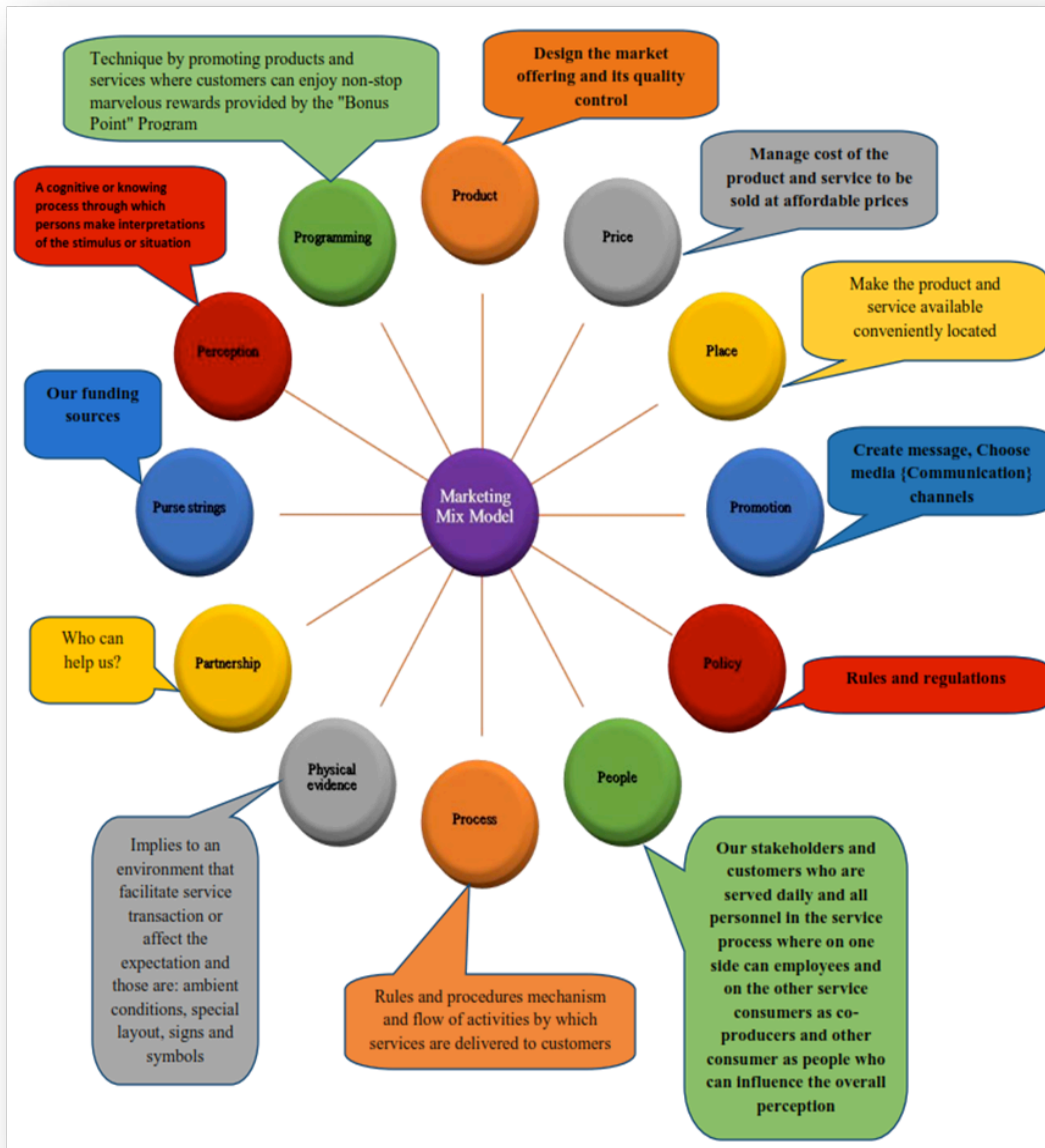 Technique by promoting products and
services where customers can enjoy non-stop
marvelous rewards provided by the "Bonus
Point" Program
Design the market
offering and its quality
control
Manage cost of the
product and service to be
sold at affordable prices
A cognitive or knowing
process through which
persons make interpretations
of the stimulus or situation
Programming
Product
Price
Make the product and
service available
conveniently located
Perception
Place
Our funding
sources
Create message, Choose
media {Communication}
channels
Purse strings
Marketing
Mix Model
Promotion
Who can
help us?
Partnership
Policy
Rules and regulations
Physical
evidence
Process
People
Implies to an
environment that
facilitate service
transaction or
affect the
expectation and
those are: ambient
conditions, special
layout, signs and
symbols
Rules and procedures mechanism
and flow of activities by which
services are delivered to customers
Our stakeholders and
customers who are
served daily and all
personnel in the service
process where on one
side can employees and
on the other service
consumers as co-
producers and other
consumer as people who
can influence the overall
perception